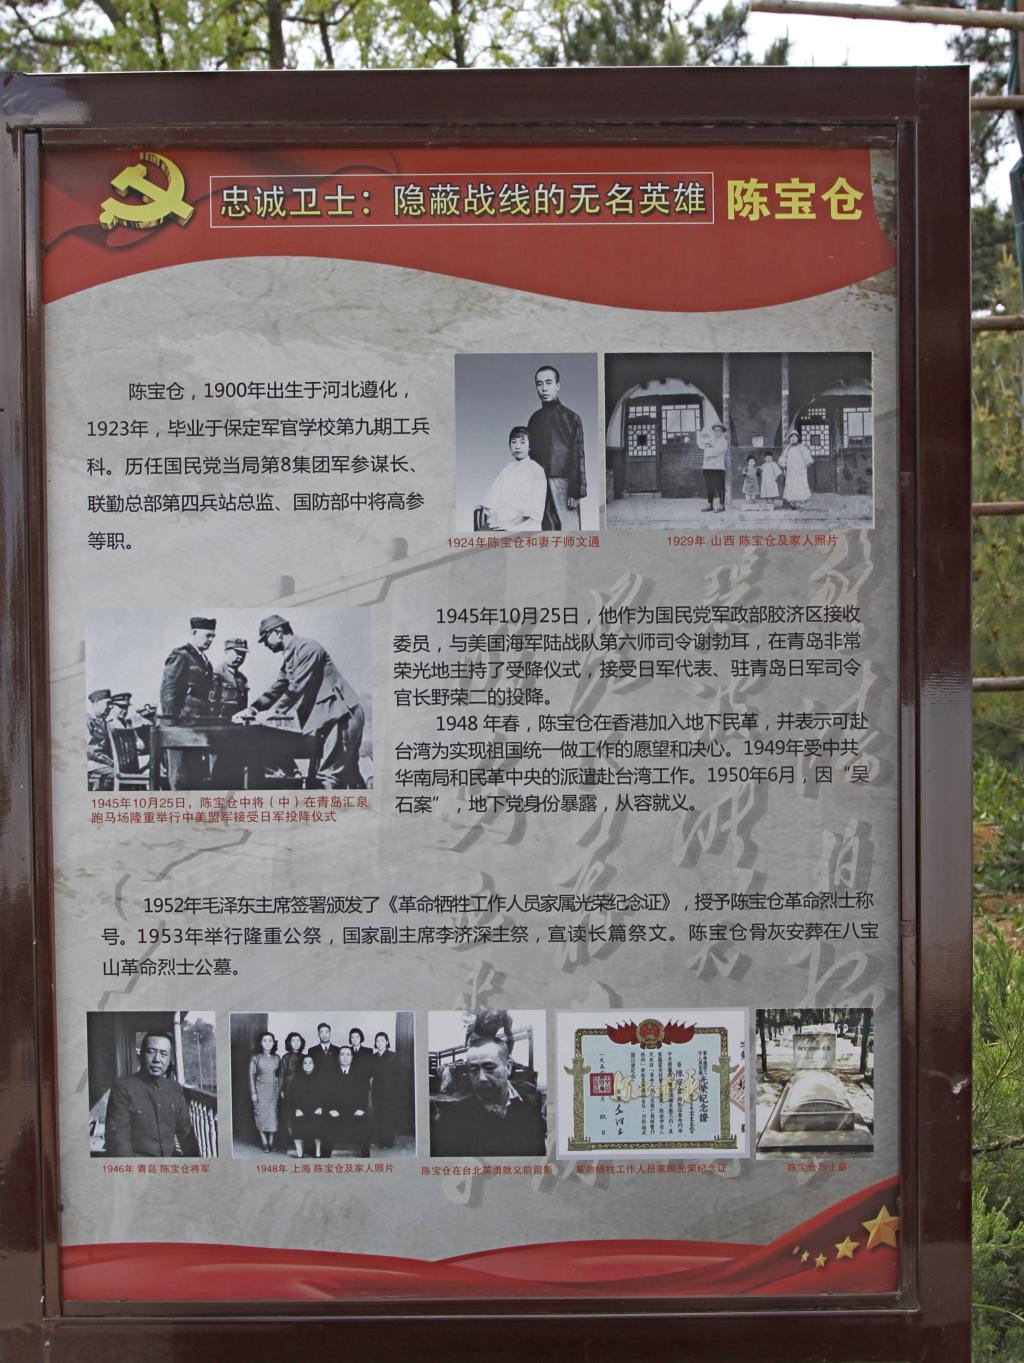 忠诚卫士：隐蔽战线的无名英雄 陈宝仓
陈宝仓，1900年出生于河北遵化，
1923年，毕业于保定军官学校第九期工兵
科。历任国民党当局第8集团军参谋长、
联勤总部第四兵站总监、国防部中将高参
等职。
1924年陈宝仓和妻子师文通
1929年 山西 陈宝仓及家人照片
1945年10月25日，他作为国民党军政部胶济区接收
委员，与美国海军陆战队第六师司令谢勃耳，在青岛非常
荣光地主持了受降仪式，接受日军代表、驻青岛日军司令
官长野荣二的投降。
1948 年春，陈宝仓在香港加入地下民革，并表示可赴
台湾为实现祖国统一做工作的愿望和决心。1949年受中共
华南局和民革中央的派遣赴台湾工作。1950年6月，因“吴
石案”，地下党身份暴露，从容就义。
1945年10月25日，陈宝仓中将（中）在青岛汇泉
跑马场隆重举行中美盟军接受日军投降仪式
1952年毛泽东主席签署颁发了《革命牺牲工作人员家属光荣纪念证》，授予陈宝仓革命烈士称
号。1953年举行隆重公祭，国家副主席李济深主祭，宣读长篇祭文。陈宝仓骨灰安葬在八宝
山革命烈士公墓。
1946年 青岛 陈宝仓将军
1948年 上海 陈宝仓及家人照片
陈宝仓在台北英勇就义前留影
革命牺牲工作人员家属光荣纪念证
陈宝仓烈士墓